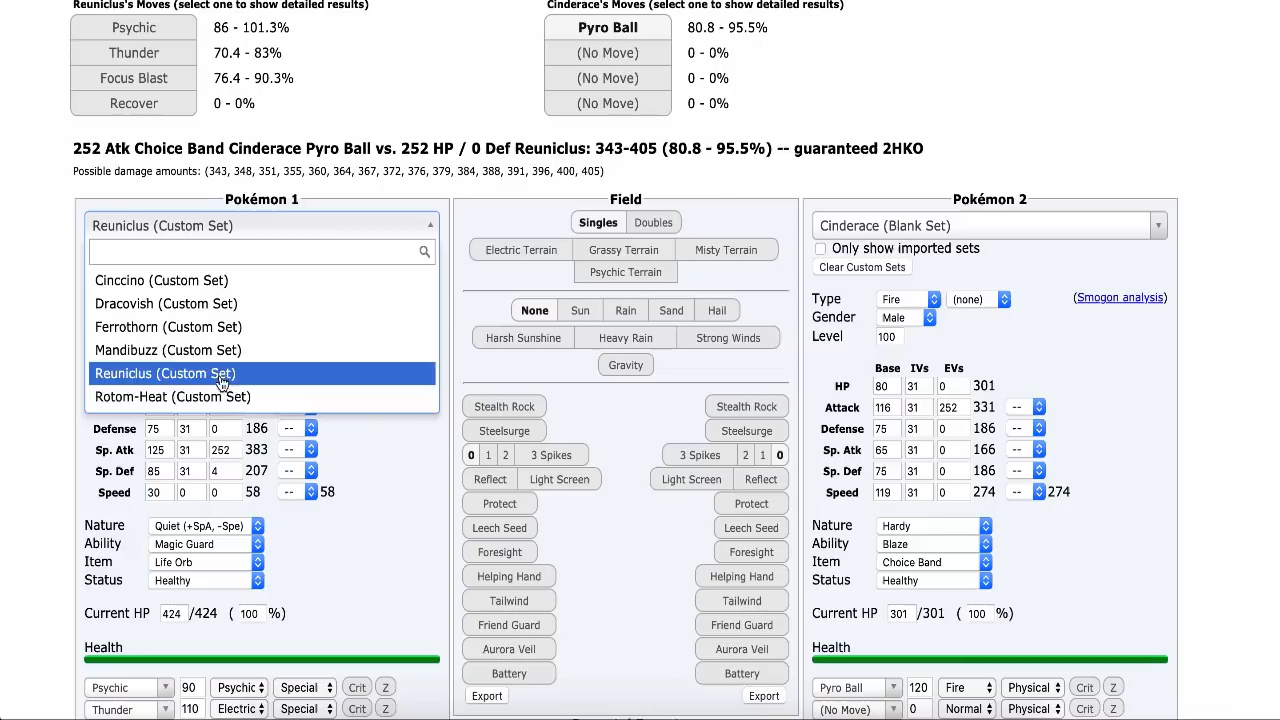 Reuniclus's Moves (select one to show detailed results)
Cinderace's Moves (select one to show detailed results)
Psychic 86 - 101.3%
Thunder 70.4 - 83%
Focus Blast 76.4 - 90.3%
Recover 0 - 0%
Pyro Ball 80.8 - 95.5%
(No Move) 0 - 0%
(No Move) 0 - 0%
(No Move) 0 - 0%
252 Atk Choice Band Cinderace Pyro Ball vs. 252 HP / 0 Def Reuniclus: 343-405 (80.8 - 95.5%) -- guaranteed 2HKO
Possible damage amounts: (343, 348, 351, 355, 360, 364, 367, 372, 376, 379, 384, 388, 391, 396, 400, 405)
Pokémon 1
Reuniclus (Custom Set)
Cinccino (Custom Set)
Dracovish (Custom Set)
Ferrothorn (Custom Set)
Mandibuzz (Custom Set)
Reuniclus (Custom Set)
Rotom-Heat (Custom Set)
Defense 75 31 0 186 --
Sp. Atk 125 31 252 383 --
Sp. Def 85 31 4 207 --
Speed 30 0 0 58 -- 58
Nature Quiet (+SpA, -Spe)
Ability Magic Guard
Item Life Orb
Status Healthy
Current HP 424 /424 ( 100 %)
Health
Psychic 90 Psychic Special Crit Z
Thunder 110 Electric Special Crit Z
Field
Singles Doubles
Electric Terrain Grassy Terrain Misty Terrain
Psychic Terrain
None Sun Rain Sand Hail
Harsh Sunshine Heavy Rain Strong Winds
Gravity
Stealth Rock Stealth Rock
Steelsurge Steelsurge
0 1 2 3 Spikes 3 Spikes 2 1 0
Reflect Light Screen Light Screen Reflect
Protect Protect
Leech Seed Leech Seed
Foresight Foresight
Helping Hand Helping Hand
Tailwind Tailwind
Friend Guard Friend Guard
Aurora Veil Aurora Veil
Battery Battery
Export Export
Pokémon 2
Cinderace (Blank Set)
Only show imported sets
Clear Custom Sets
Type Fire (none) (Smogon analysis)
Gender Male
Level 100
Base IVs EVs
HP 80 31 0 301
Attack 116 31 252 331 --
Defense 75 31 0 186 --
Sp. Atk 65 31 0 166 --
Sp. Def 75 31 0 186 --
Speed 119 31 0 274 -- 274
Nature Hardy
Ability Blaze
Item Choice Band
Status Healthy
Current HP 301 /301 ( 100 %)
Health
Pyro Ball 120 Fire Physical Crit Z
(No Move) 0 Normal Physical Crit Z